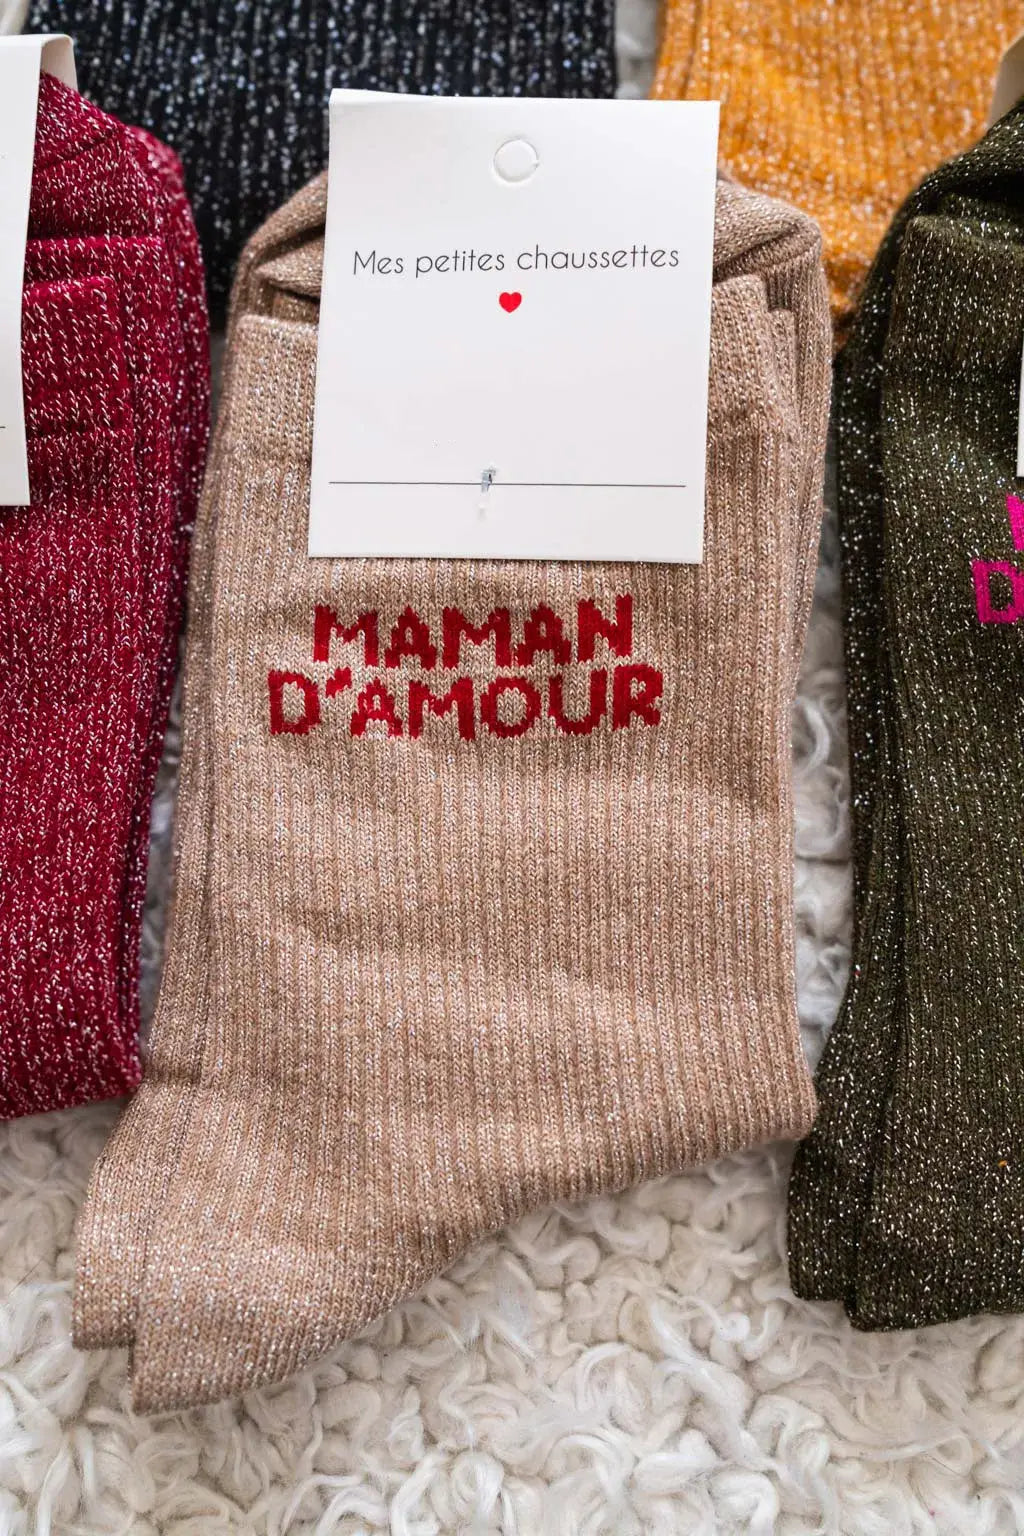 Mes petites chaussettes
MAMAN
D'AMOUR
D